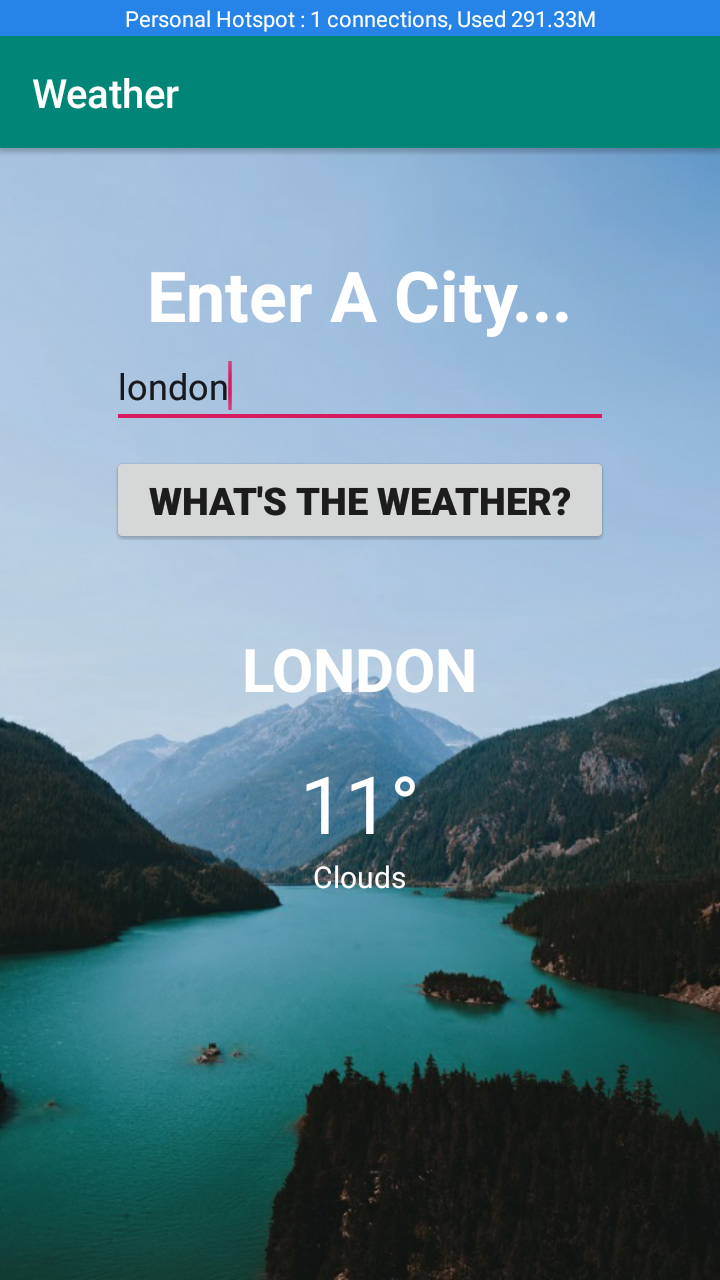 Personal Hotspot : 1 connections, Used 291.33M
Weather
Enter A City...
london
WHAT'S THE WEATHER?
LONDON
11°
Clouds